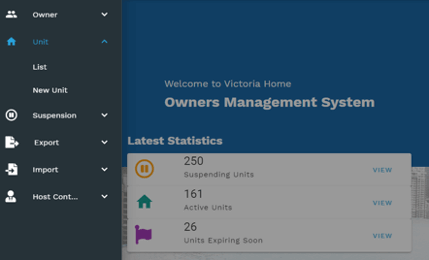 Owner
Unit
List
New Unit
Suspension
Export
Import
Host Cont...
Welcome to Victoria Home
Owners Management System
Latest Statistics
250
Suspending Units
VIEW
161
Active Units
VIEW
26
Units Expiring Soon
VIEW